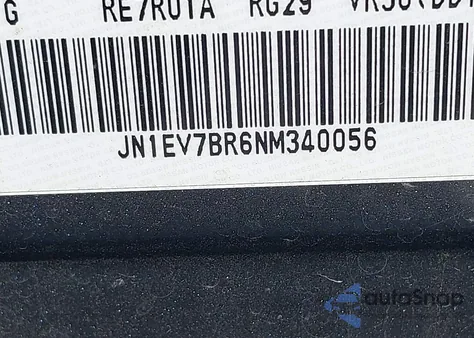 G RE7R01A RG29
JN1EV7BR6NM340056
autoSnap